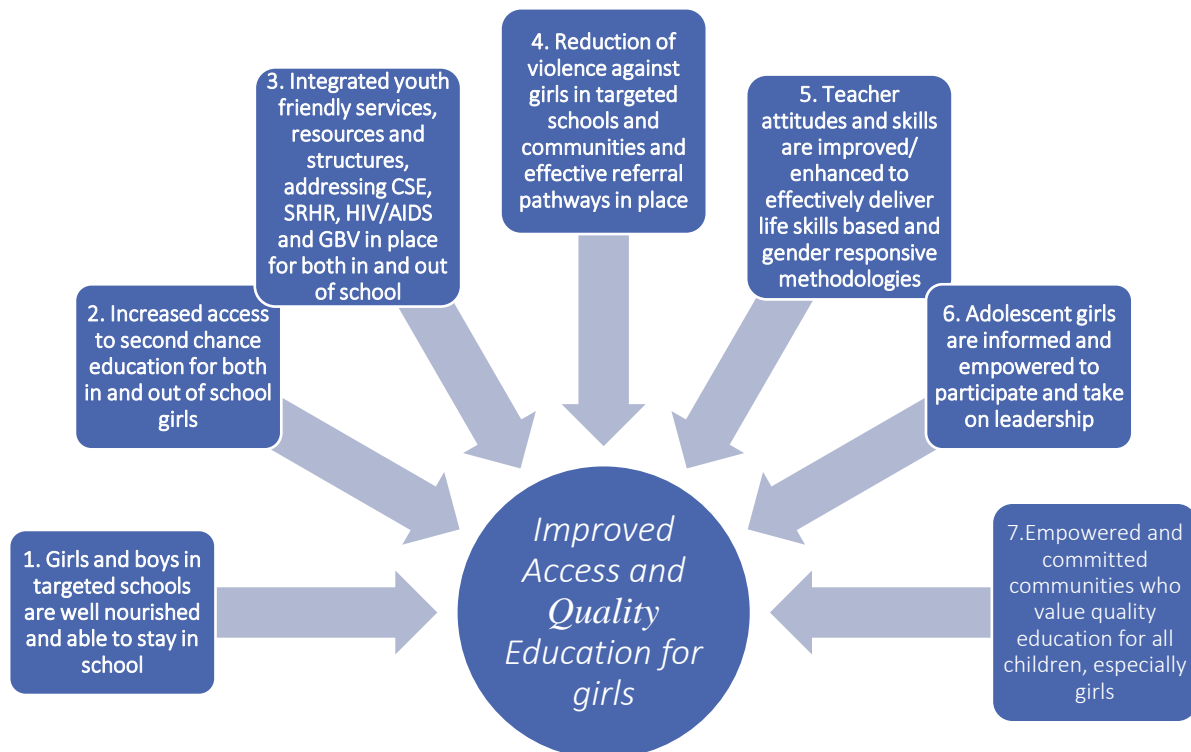 1. Girls and boys in
targeted schools
are well nourished
and able to stay in
school
2. Increased access
to second chance
education for both
in and out of school
girls
3. Integrated youth
friendly services,
resources and
structures,
addressing CSE,
SRHR, HIV/AIDS
and GBV in place
for both in and out
of school
4. Reduction of
violence against
girls in targeted
schools and
communities and
effective referral
pathways in place
5. Teacher
attitudes and skills
are improved/
enhanced to
effectively deliver
life skills based and
gender responsive
methodologies
6. Adolescent girls
are informed and
empowered to
participate and take
on leadership
7.Empowered and
committed
communities who
value quality
education for all
children, especially
girls
Improved
Access and
Quality
Education for
girls